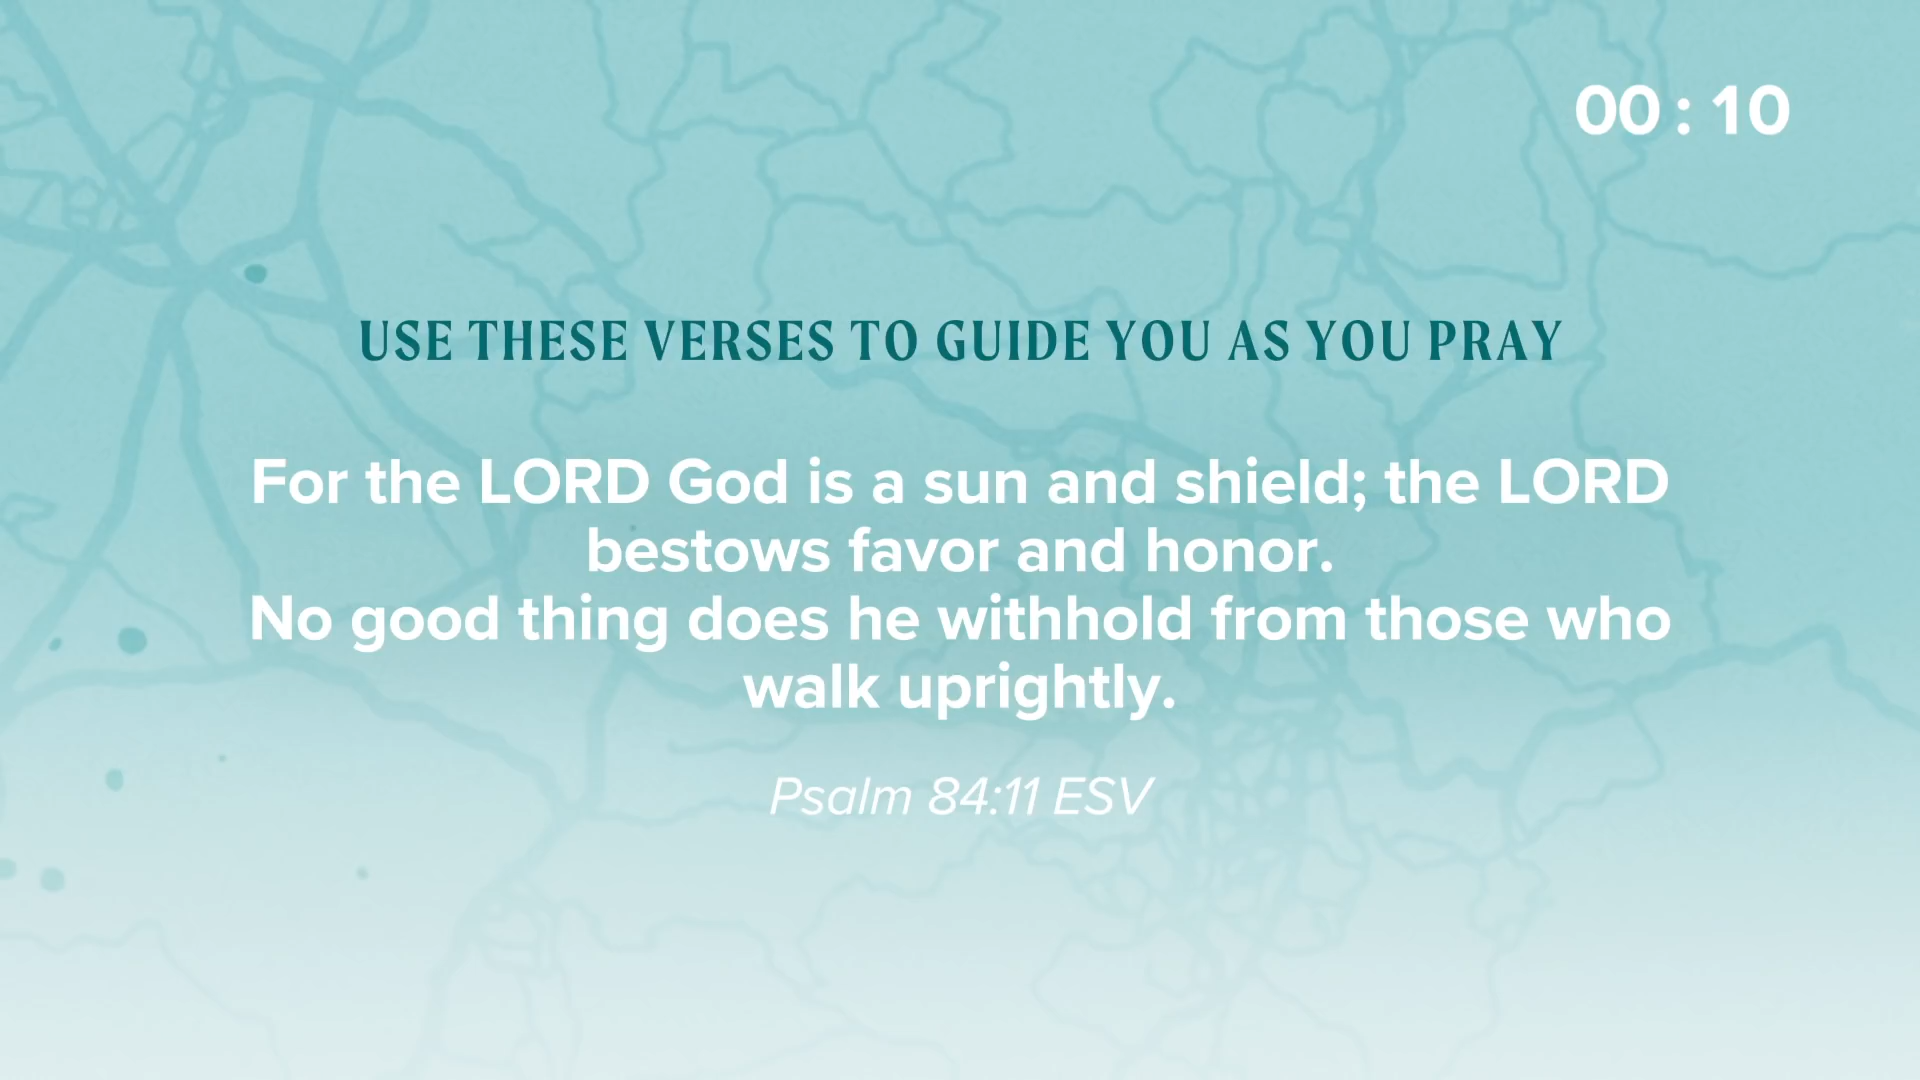 00 : 10
USE THESE VERSES TO GUIDE YOU AS YOU PRAY
For the LORD God is a sun and shield; the LORD
bestows favor and honor.
No good thing does he withhold from those who
walk uprightly.
Psalm 84:11 ESV